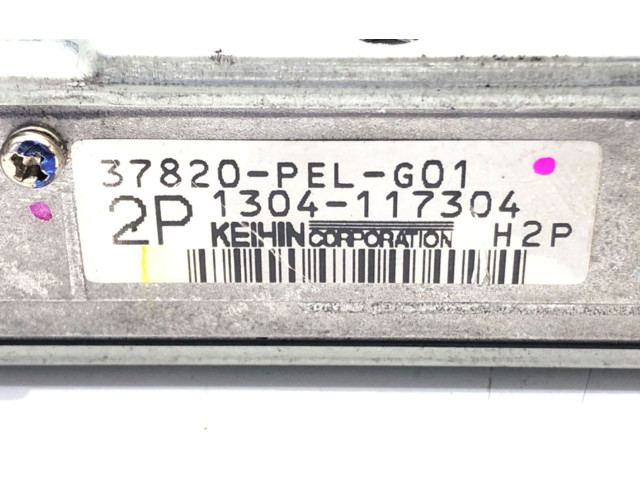 37820-PEL-G01
2P 1304-117304
KEIHIN CORPORATION H2P